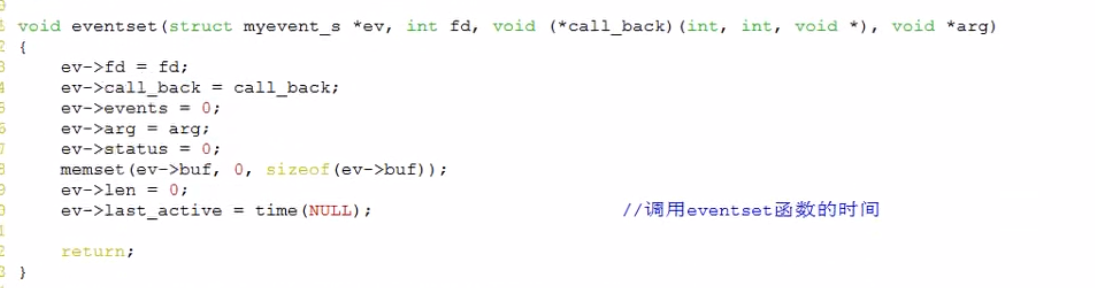 void eventset(struct myevent_s *ev, int fd, void (*call_back)(int, int, void *), void *arg)
{
    ev->fd = fd;
    ev->call_back = call_back;
    ev->events = 0;
    ev->arg = arg;
    ev->status = 0;
    memset(ev->buf, 0, sizeof(ev->buf));
    ev->len = 0;
    ev->last_active = time(NULL);                          //调用eventset函数的时间
    return;
}